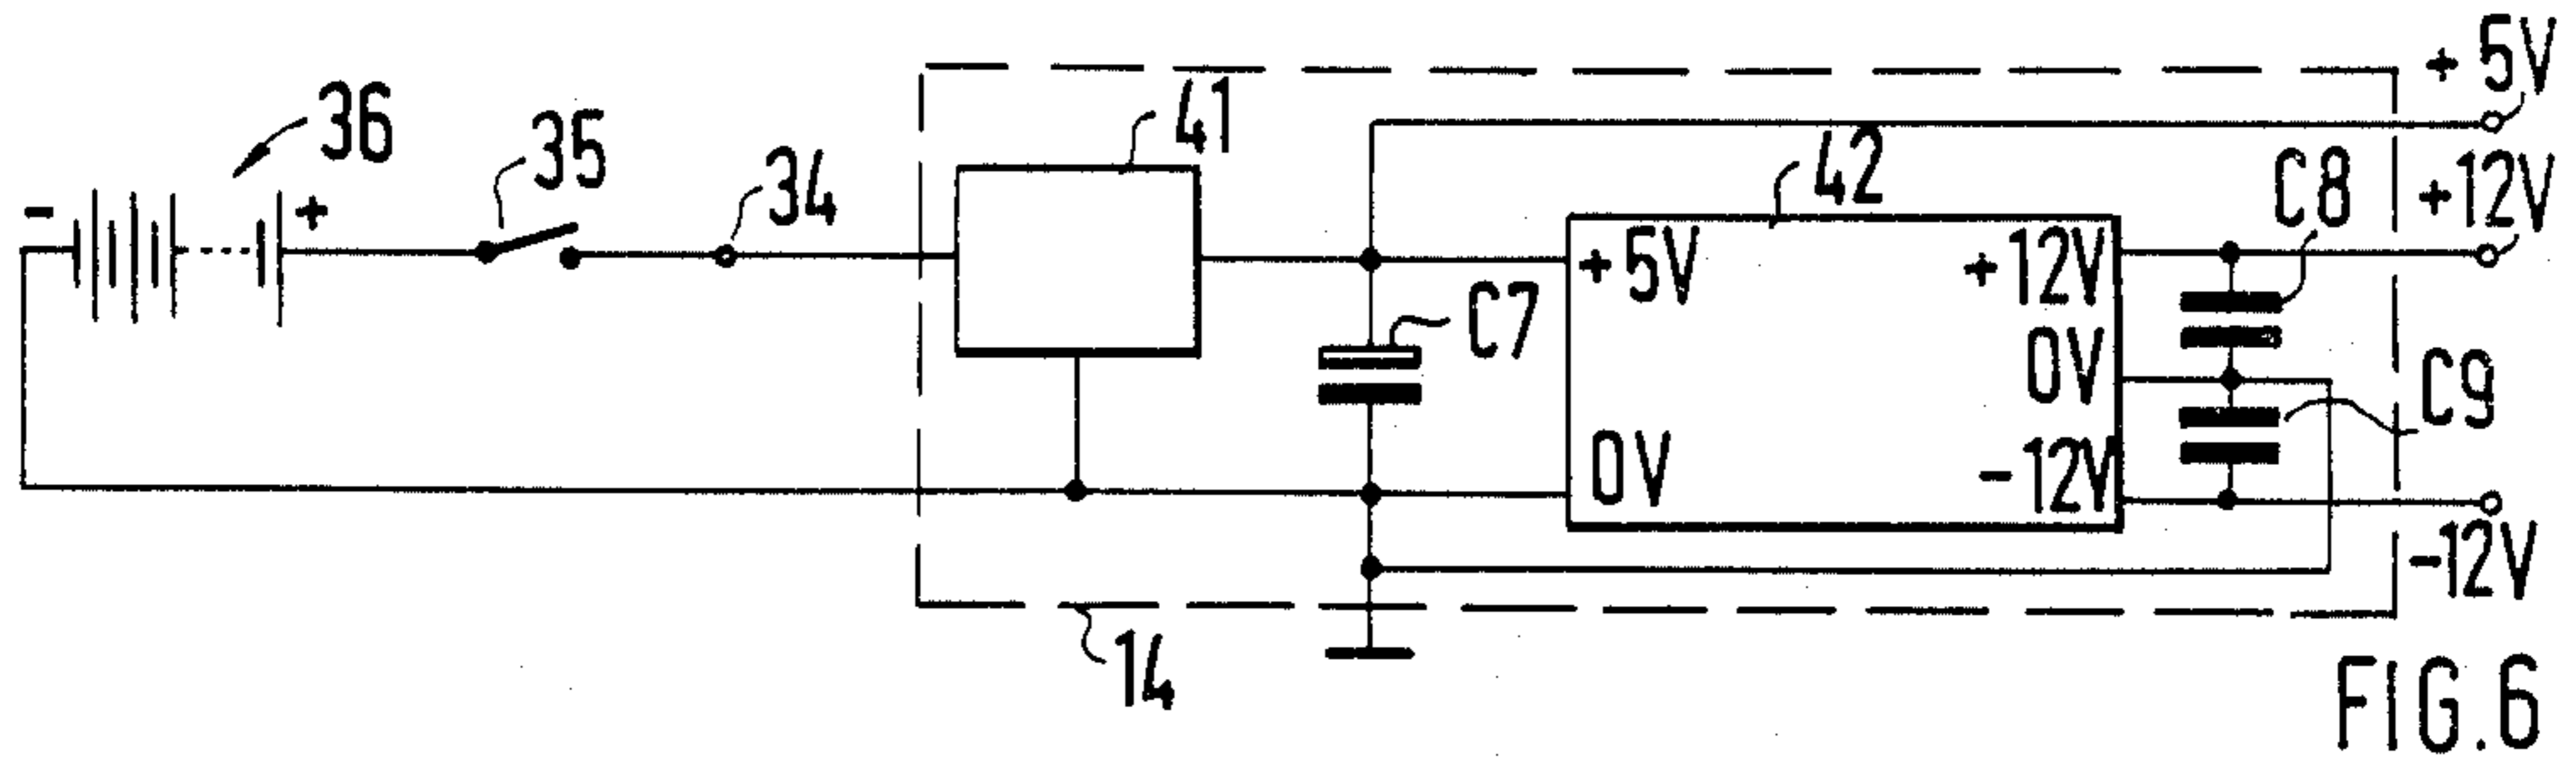 + 5V
36
35
34
41
42
C8
+12V
- +
+5V
+12V
C7
0V
C9
0V
-12V
-12V
14
FIG.6